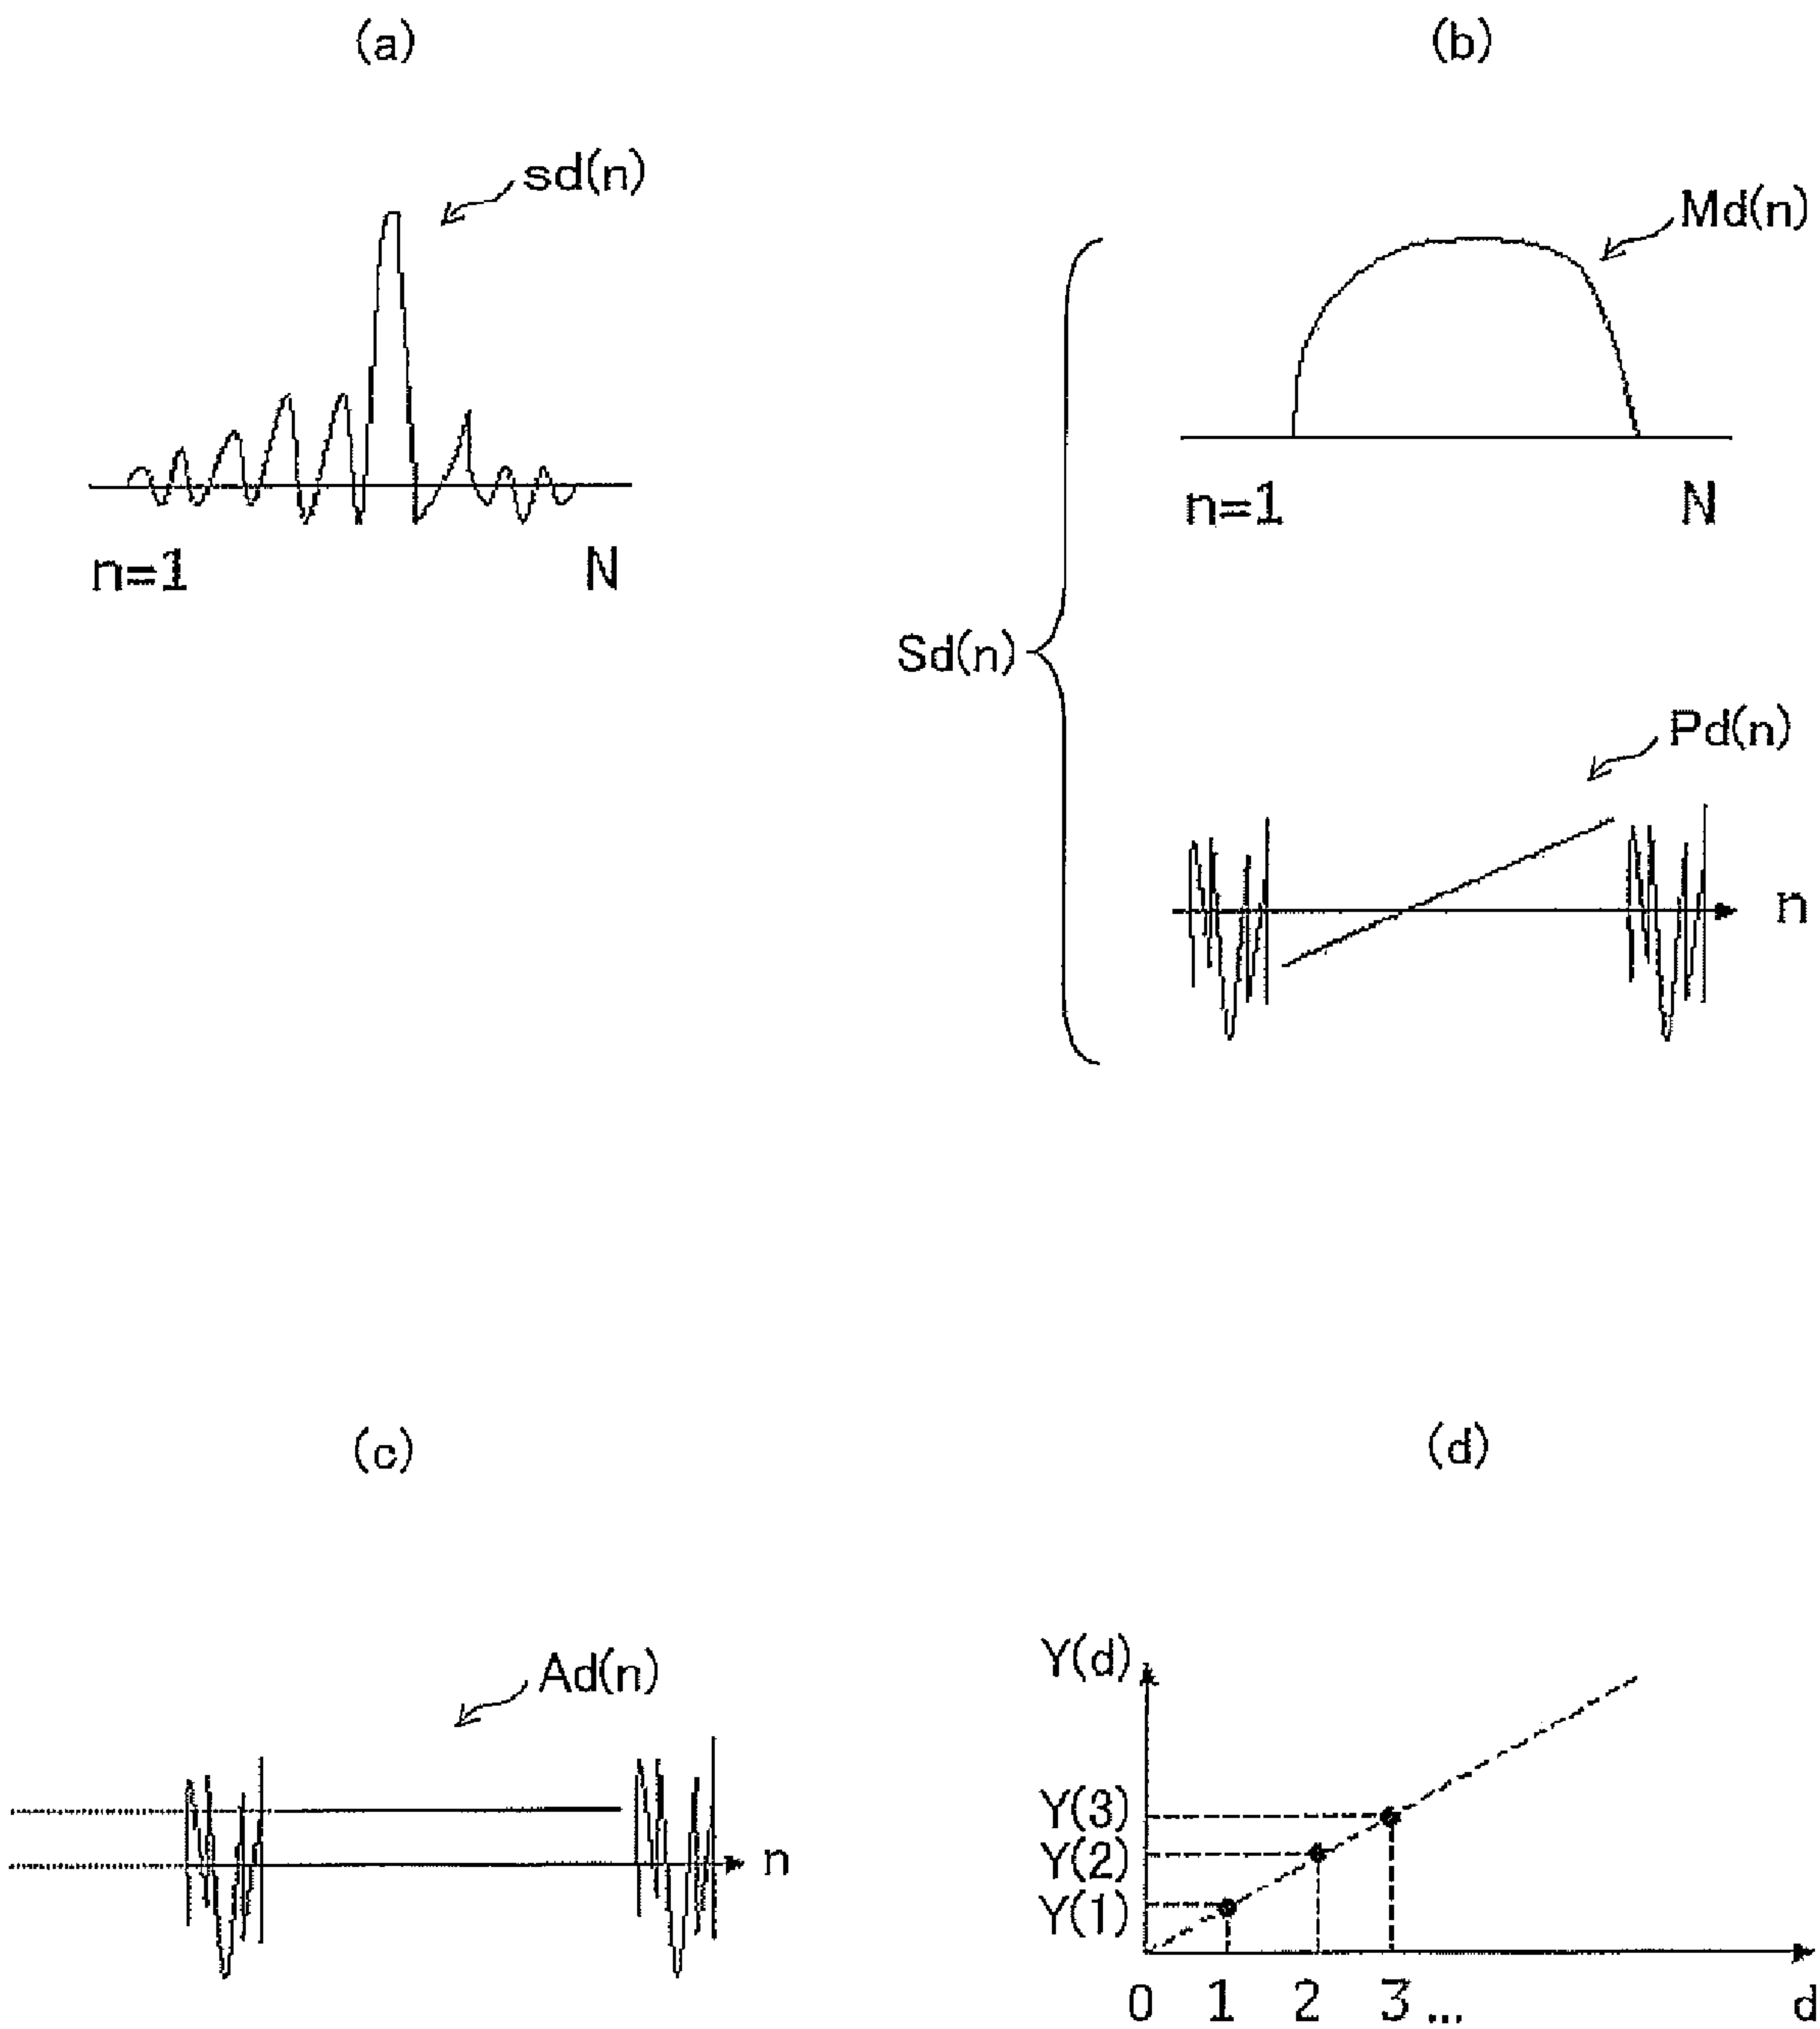 (a)
sd(n)
n=1 N
(b)
Md(n)
n=1 N
Sd(n)
Pd(n)
n
(c)
Ad(n)
n
(d)
Y(d)
Y(3)
Y(2)
Y(1)
0 1 2 3 ... d